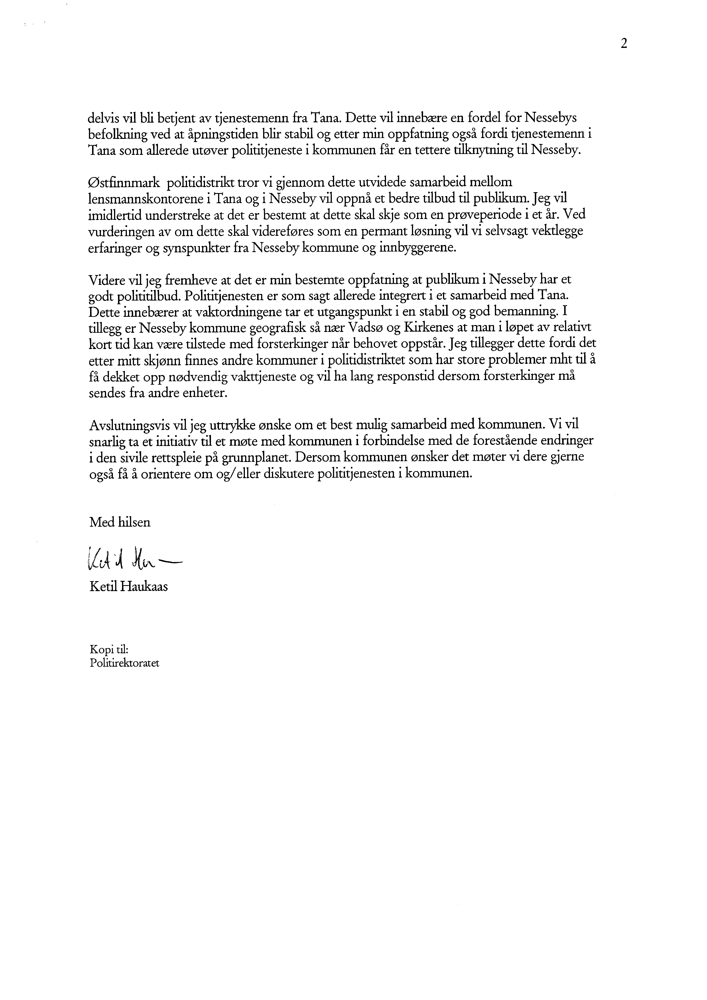 2
delvis vil bli betjent av tjenestemenn fra Tana. Dette vil innebære en fordel for Nessebys
befolkning ved at åpningstiden blir stabil og etter min oppfatning også fordi tjenestemenn i
Tana som allerede utøver polititjeneste i kommunen får en tettere tilknytning til Nesseby.
Østfinnmark politidistrikt tror vi gjennom dette utvidede samarbeid mellom
lensmannskontorene i Tana og i Nesseby vil oppnå et bedre tilbud til publikum. Jeg vil
imidlertid understreke at det er bestemt at dette skal skje som en prøveperiode i et år. Ved
vurderingen av om dette skal videreføres som en permant løsning vil vi selvsagt vektlegge
erfaringer og synspunkter fra Nesseby kommune og innbyggerene.
Videre vil jeg fremheve at det er min bestemte oppfatning at publikum i Nesseby har et
godt polititilbud. Polititjenesten er som sagt allerede integrert i et samarbeid med Tana.
Dette innebærer at vaktordningene tar et utgangspunkt i en stabil og god bemanning. I
tillegg er Nesseby kommune geografisk så nær Vadsø og Kirkenes at man i løpet av relativt
kort tid kan være tilstede med forsterkinger når behovet oppstår. Jeg tillegger dette fordi det
etter mitt skjønn finnes andre kommuner i politidistriktet som har store problemer mht til å
få dekket opp nødvendig vakttjeneste og vil ha lang responstid dersom forsterkinger må
sendes fra andre enheter.
Avslutningsvis vil jeg uttrykke ønske om et best mulig samarbeid med kommunen. Vi vil
snarlig ta et initiativ til et møte med kommunen i forbindelse med de forestående endringer
i den sivile rettspleie på grunnplanet. Dersom kommunen ønsker det møter vi dere gjerne
også få å orientere om og/eller diskutere polititjenesten i kommunen.
Med hilsen
Ketil
Ketil Haukaas
Kopi til:
Politirektoratet